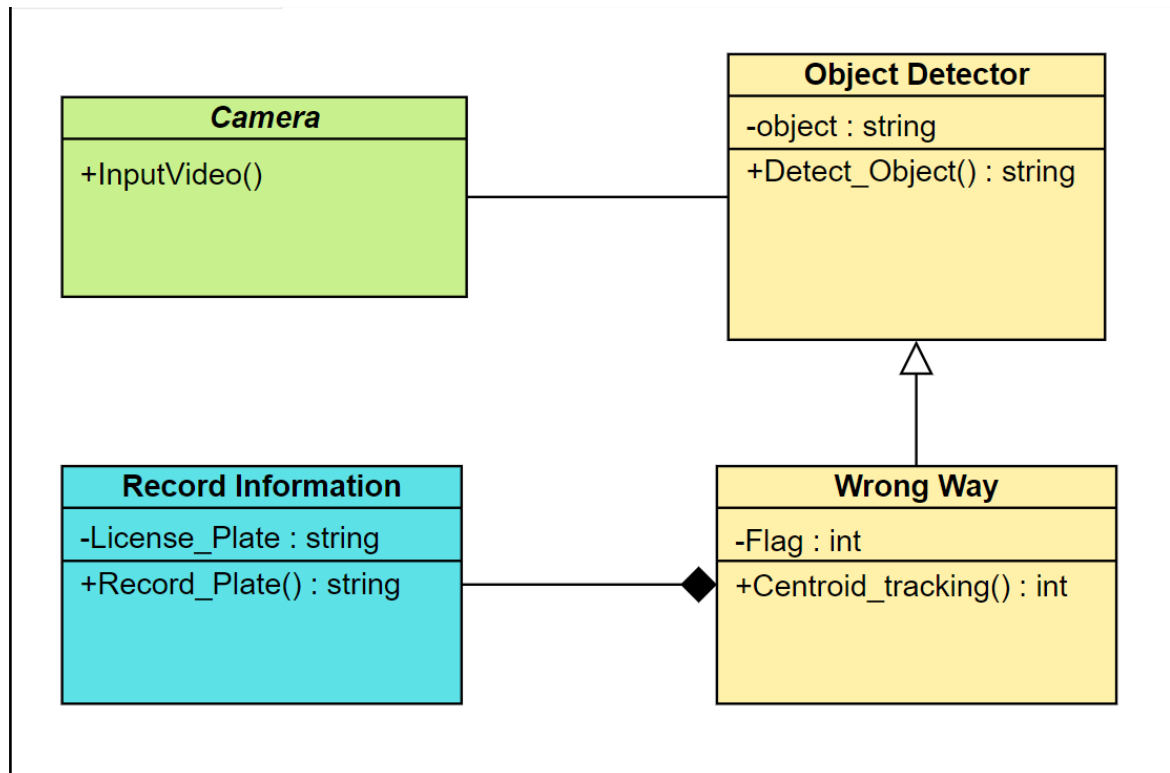 Camera
+InputVideo()
Object Detector
-object : string
+Detect_Object() : string
Record Information
-License_Plate : string
+Record_Plate() : string
Wrong Way
-Flag : int
+Centroid_tracking() : int